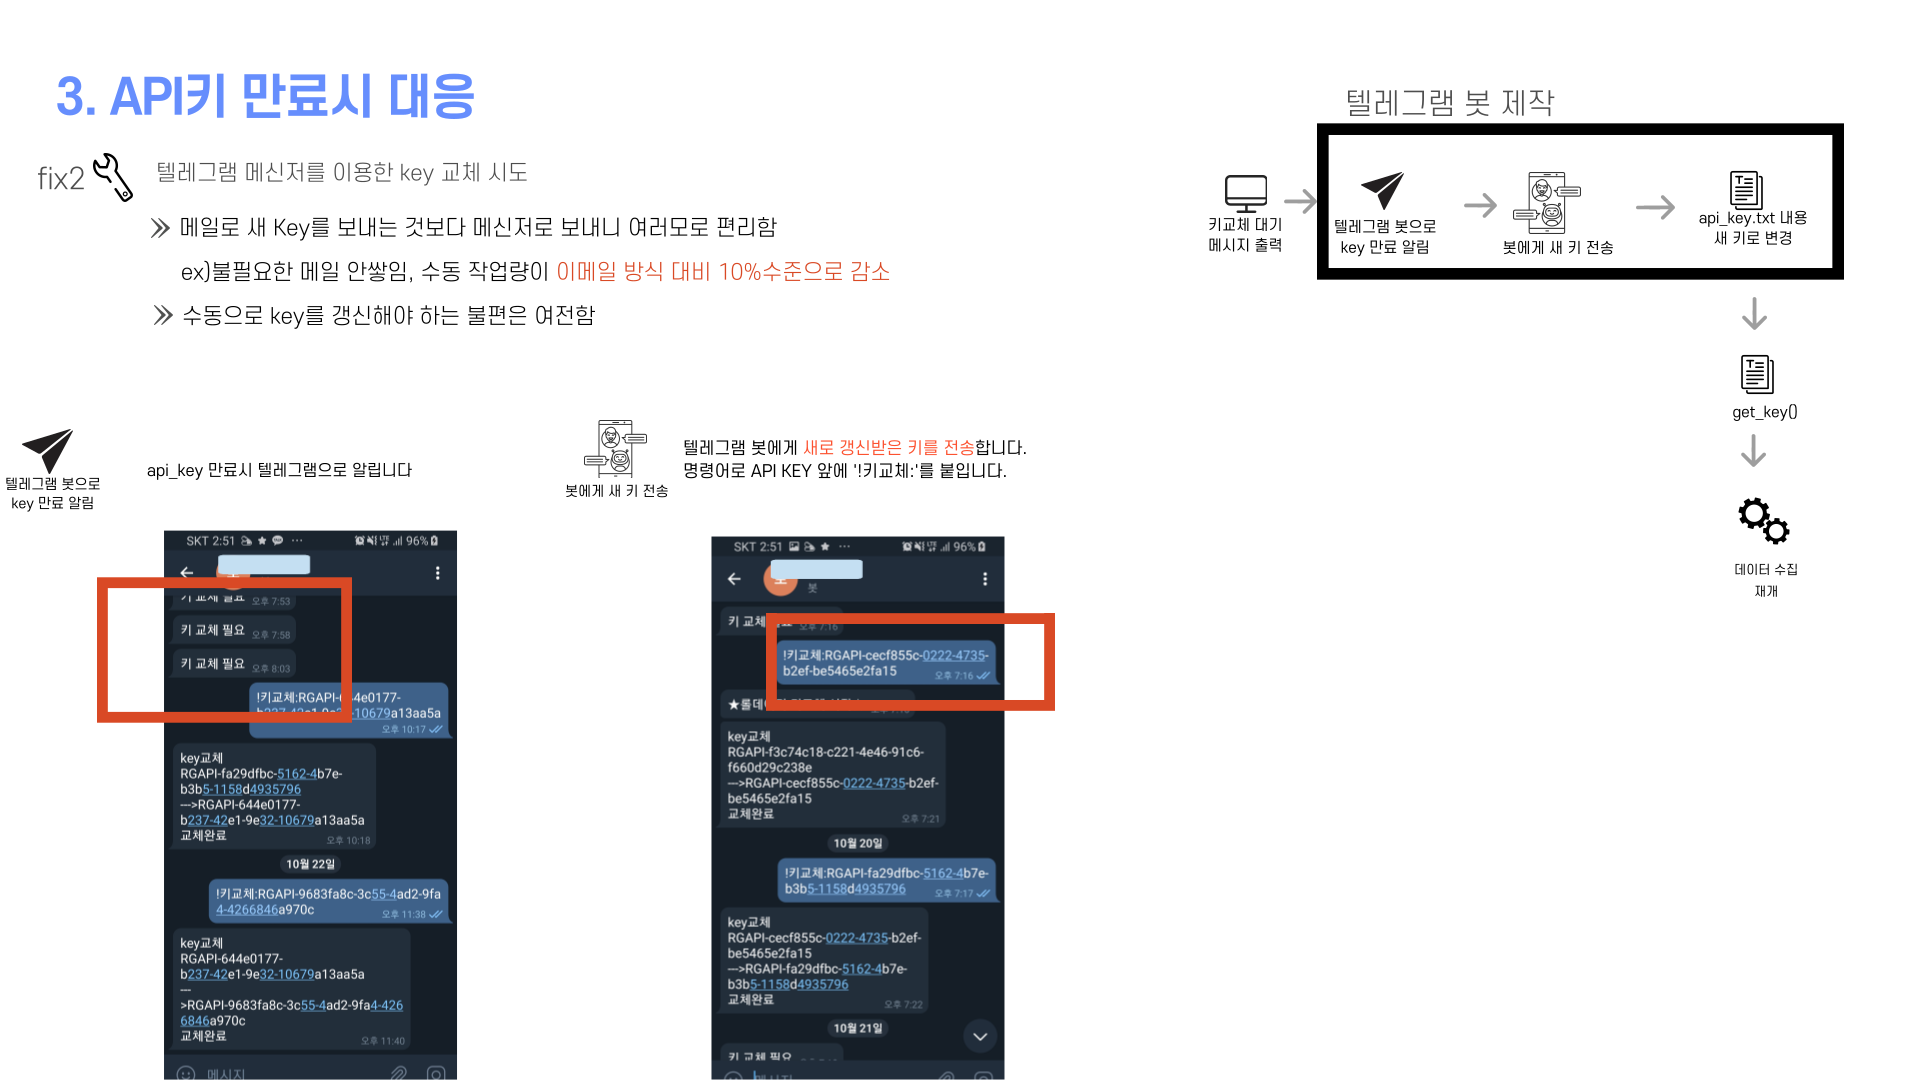 3. API키 만료시 대응
fix2
텔레그램 메신저를 이용한 key 교체 시도
메일로 새 Key를 보내는 것보다 메신저로 보내니 여러모로 편리함
ex)불필요한 메일 안쌓임, 수동 작업량이 이메일 방식 대비 10%수준으로 감소
수동으로 key를 갱신해야 하는 불편은 여전함
텔레그램 봇 제작
키교체 대기
메시지 출력
텔레그램 봇으로
key 만료 알림
봇에게 새 키 전송
api_key.txt 내용
새 키로 변경
get_key()
데이터 수집
재개
텔레그램 봇으로
key 만료 알림
api_key 만료시 텔레그램으로 알립니다
봇에게 새 키 전송
텔레그램 봇에게 새로 갱신받은 키를 전송합니다.
명령어로 API KEY 앞에 '!키교체:'를 붙입니다.
SKT 2:51
LTE
96%
키 교체 필요 오후 7:53
키 교체 필요 오후 7:58
키 교체 필요 오후 8:03
!키교체:RGAPI-644e0177-
b237-42e1-9e32-10679a13aa5a
오후 10:17
key교체
RGAPI-fa29dfbc-5162-4b7e-
b3b5-1158d4935796
--->RGAPI-644e0177-
b237-42e1-9e32-10679a13aa5a
교체완료
오후 10:18
10월 22일
!키교체:RGAPI-9683fa8c-3c55-4ad2-9fa
4-4266846a970c
오후 11:38
key교체
RGAPI-644e0177-
b237-42e1-9e32-10679a13aa5a
---
>RGAPI-9683fa8c-3c55-4ad2-9fa4-426
6846a970c
교체완료
오후 11:40
메시지
SKT 2:51
LTE
96%
봇
키 교체 필요 오후 7:16
!키교체:RGAPI-cecf855c-0222-4735-
b2ef-be5465e2fa15
오후 7:16
★롤데이
key교체
RGAPI-f3c74c18-c221-4e46-91c6-
f660d29c238e
--->RGAPI-cecf855c-0222-4735-b2ef-
be5465e2fa15
교체완료
오후 7:21
10월 20일
!키교체:RGAPI-fa29dfbc-5162-4b7e-
b3b5-1158d4935796
오후 7:17
key교체
RGAPI-cecf855c-0222-4735-b2ef-
be5465e2fa15
--->RGAPI-fa29dfbc-5162-4b7e-
b3b5-1158d4935796
교체완료
오후 7:22
10월 21일
키 교체 필요
메시지